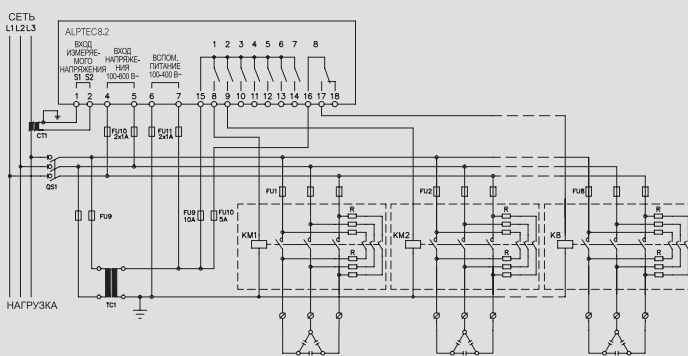 СЕТЬ
L1 L2 L3
ALPTEC8.2
ВХОД
ИЗМЕРЯЕ-
МОГО
НАПРЯЖЕНИЯ
S1 S2
ВХОД
НАПРЯЖЕ-
НИЯ
100-600 В~
ВСПОМ.
ПИТАНИЕ
100-400 В~
1 2 3 4 5 6 7 8
1 2 4 5 6 7 15 8 9 10 11 12 13 14 16 17 18
CT1
FU10
2x1A
FU11
2x1A
QS1
FU9
FU9
10A
FU10
5A
FU1
FU2
FU8
KM1
R
R
KM2
R
R
K8
R
R
TC1
НАГРУЗКА